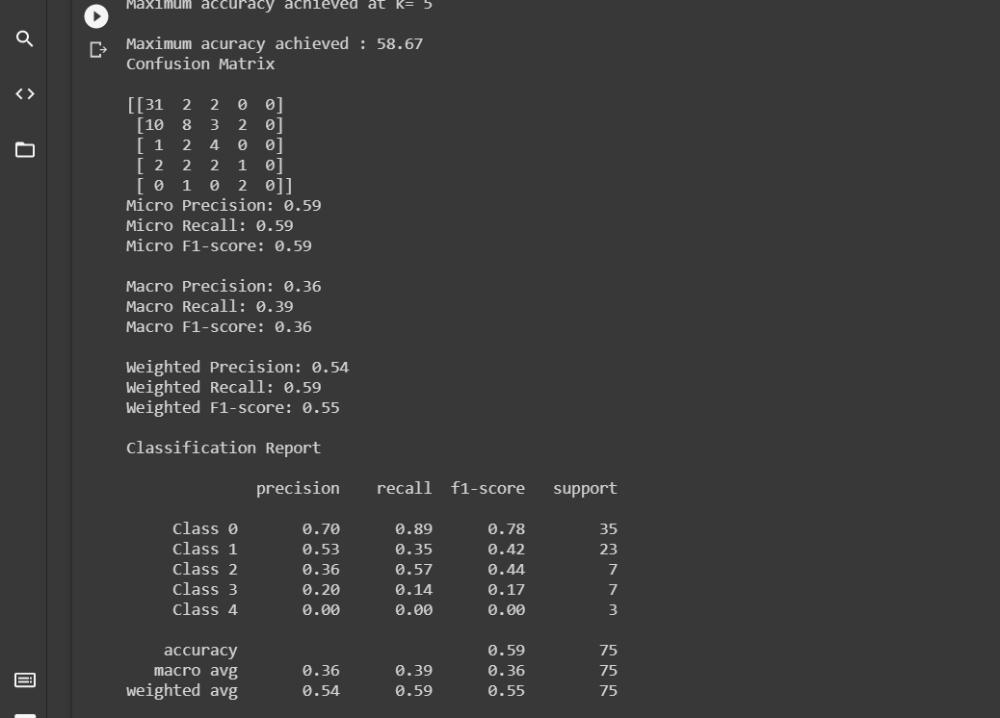 Maximum accuracy achieved at k= 5
Maximum acuracy achieved : 58.67
Confusion Matrix
[[31  2  2  0  0]
 [10  8  3  2  0]
 [ 1  2  4  0  0]
 [ 2  2  2  1  0]
 [ 0  1  0  2  0]]
Micro Precision: 0.59
Micro Recall: 0.59
Micro F1-score: 0.59
Macro Precision: 0.36
Macro Recall: 0.39
Macro F1-score: 0.36
Weighted Precision: 0.54
Weighted Recall: 0.59
Weighted F1-score: 0.55
Classification Report
precision    recall  f1-score   support
Class 0       0.70      0.89      0.78        35
Class 1       0.53      0.35      0.42        23
Class 2       0.36      0.57      0.44         7
Class 3       0.20      0.14      0.17         7
Class 4       0.00      0.00      0.00         3
accuracy                           0.59        75
macro avg       0.36      0.39      0.36        75
weighted avg       0.54      0.59      0.55        75